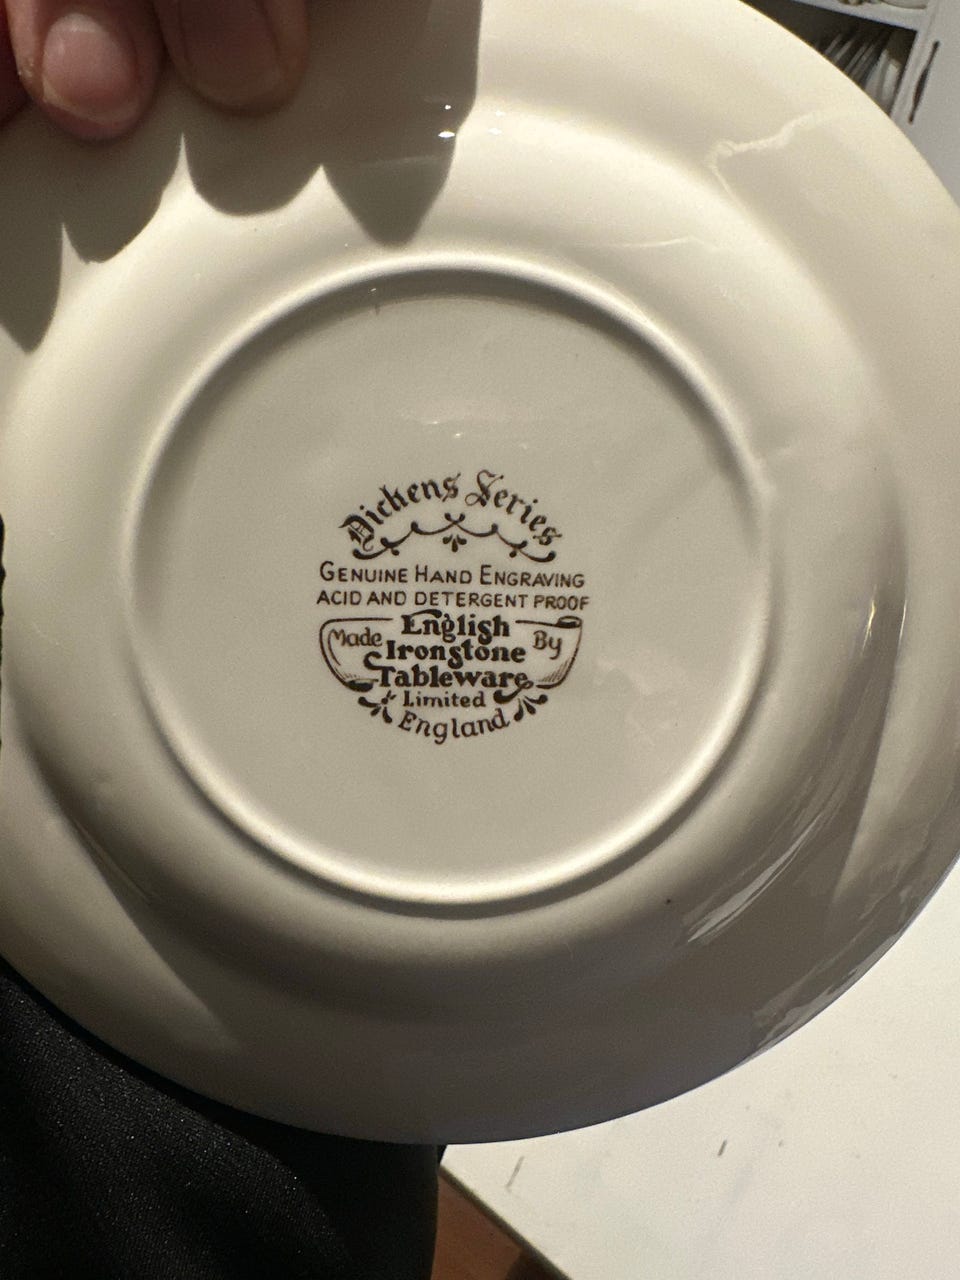 Dickens Series
GENUINE HAND ENGRAVING
ACID AND DETERGENT PROOF
Made English By
Ironstone
Tableware
Limited
England